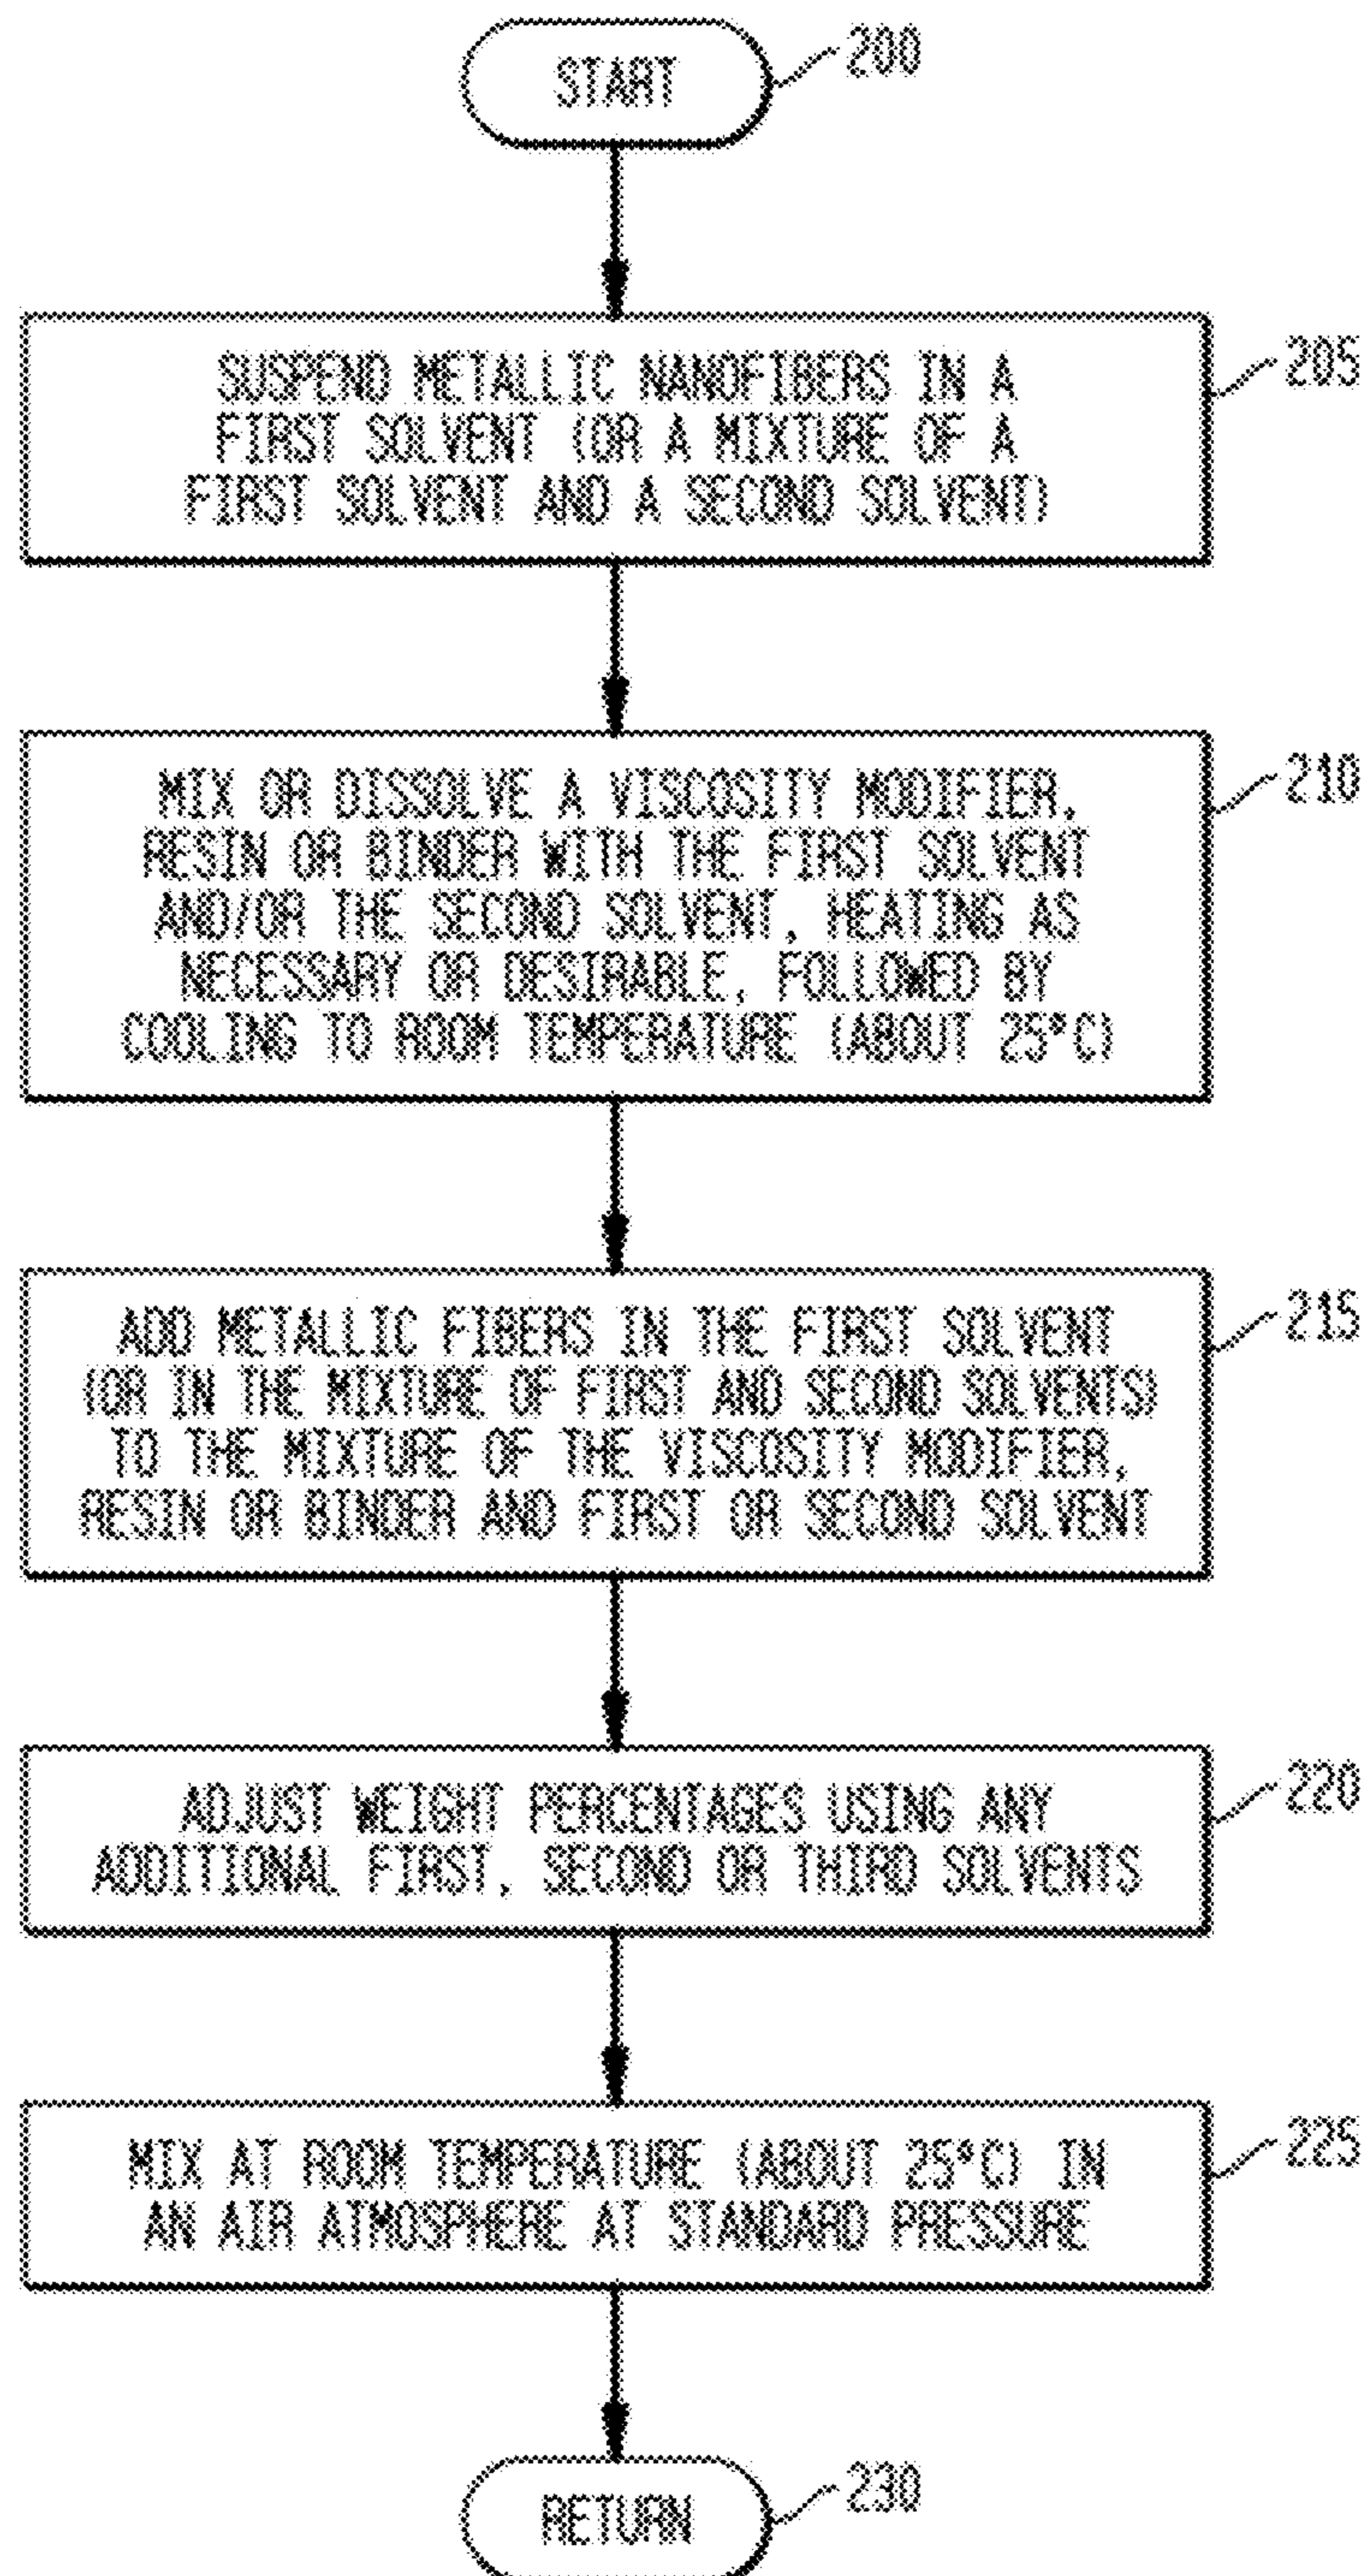 START
200
SUSPEND METALLIC NANOFIBERS IN A
FIRST SOLVENT (OR A MIXTURE OF A
FIRST SOLVENT AND A SECOND SOLVENT)
205
MIX OR DISSOLVE A VISCOSITY MODIFIER,
RESIN OR BINDER WITH THE FIRST SOLVENT
AND/OR THE SECOND SOLVENT, HEATING AS
NECESSARY OR DESIRABLE, FOLLOWED BY
COOLING TO ROOM TEMPERATURE (ABOUT 25°C)
210
ADD METALLIC FIBERS IN THE FIRST SOLVENT
(OR IN THE MIXTURE OF FIRST AND SECOND SOLVENTS)
TO THE MIXTURE OF THE VISCOSITY MODIFIER,
RESIN OR BINDER AND FIRST OR SECOND SOLVENT
215
ADJUST WEIGHT PERCENTAGES USING ANY
ADDITIONAL FIRST, SECOND OR THIRD SOLVENTS
220
MIX AT ROOM TEMPERATURE (ABOUT 25°C) IN
AN AIR ATMOSPHERE AT STANDARD PRESSURE
225
RETURN
230